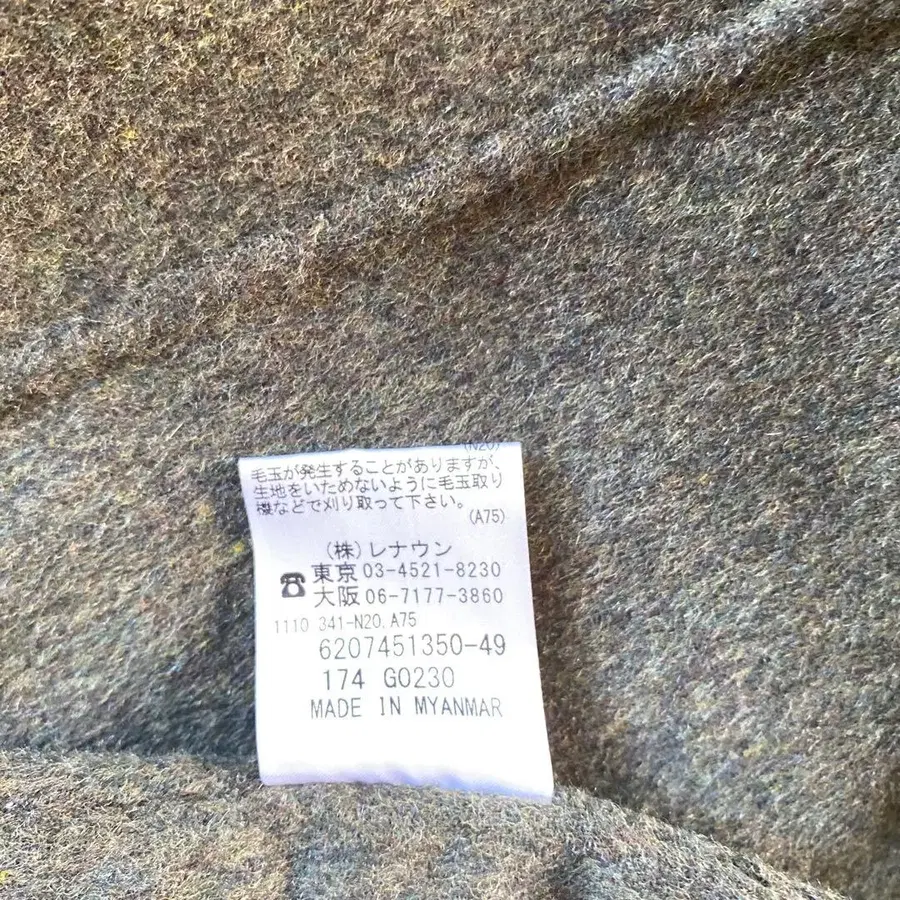 (N20)
毛玉が発生することがありますが、
生地をいためないように毛玉取り
機などで刈り取って下さい。
(A75)
(株)レナウン
☎東京 03-4521-8230
大阪 06-7177-3860
1110 341-N20.A75
6207451350-49
174 G0230
MADE IN MYANMAR